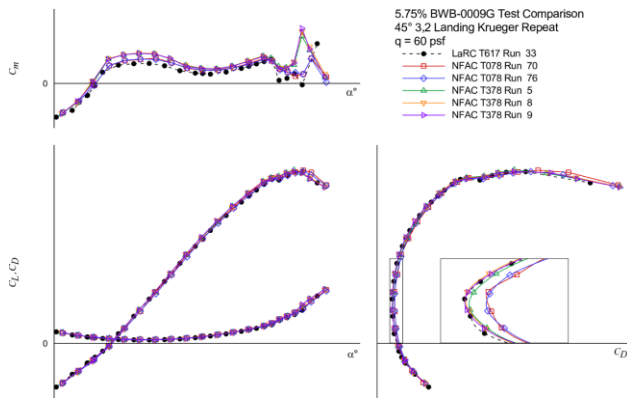 5.75% BWB-0009G Test Comparison
45° 3,2 Landing Krueger Repeat
q = 60 psf
LaRC T617 Run 33
NFAC T078 Run 70
NFAC T078 Run 76
NFAC T378 Run 5
NFAC T378 Run 8
NFAC T378 Run 9
Cm
0
α°
CL, CD
0
α°
CD